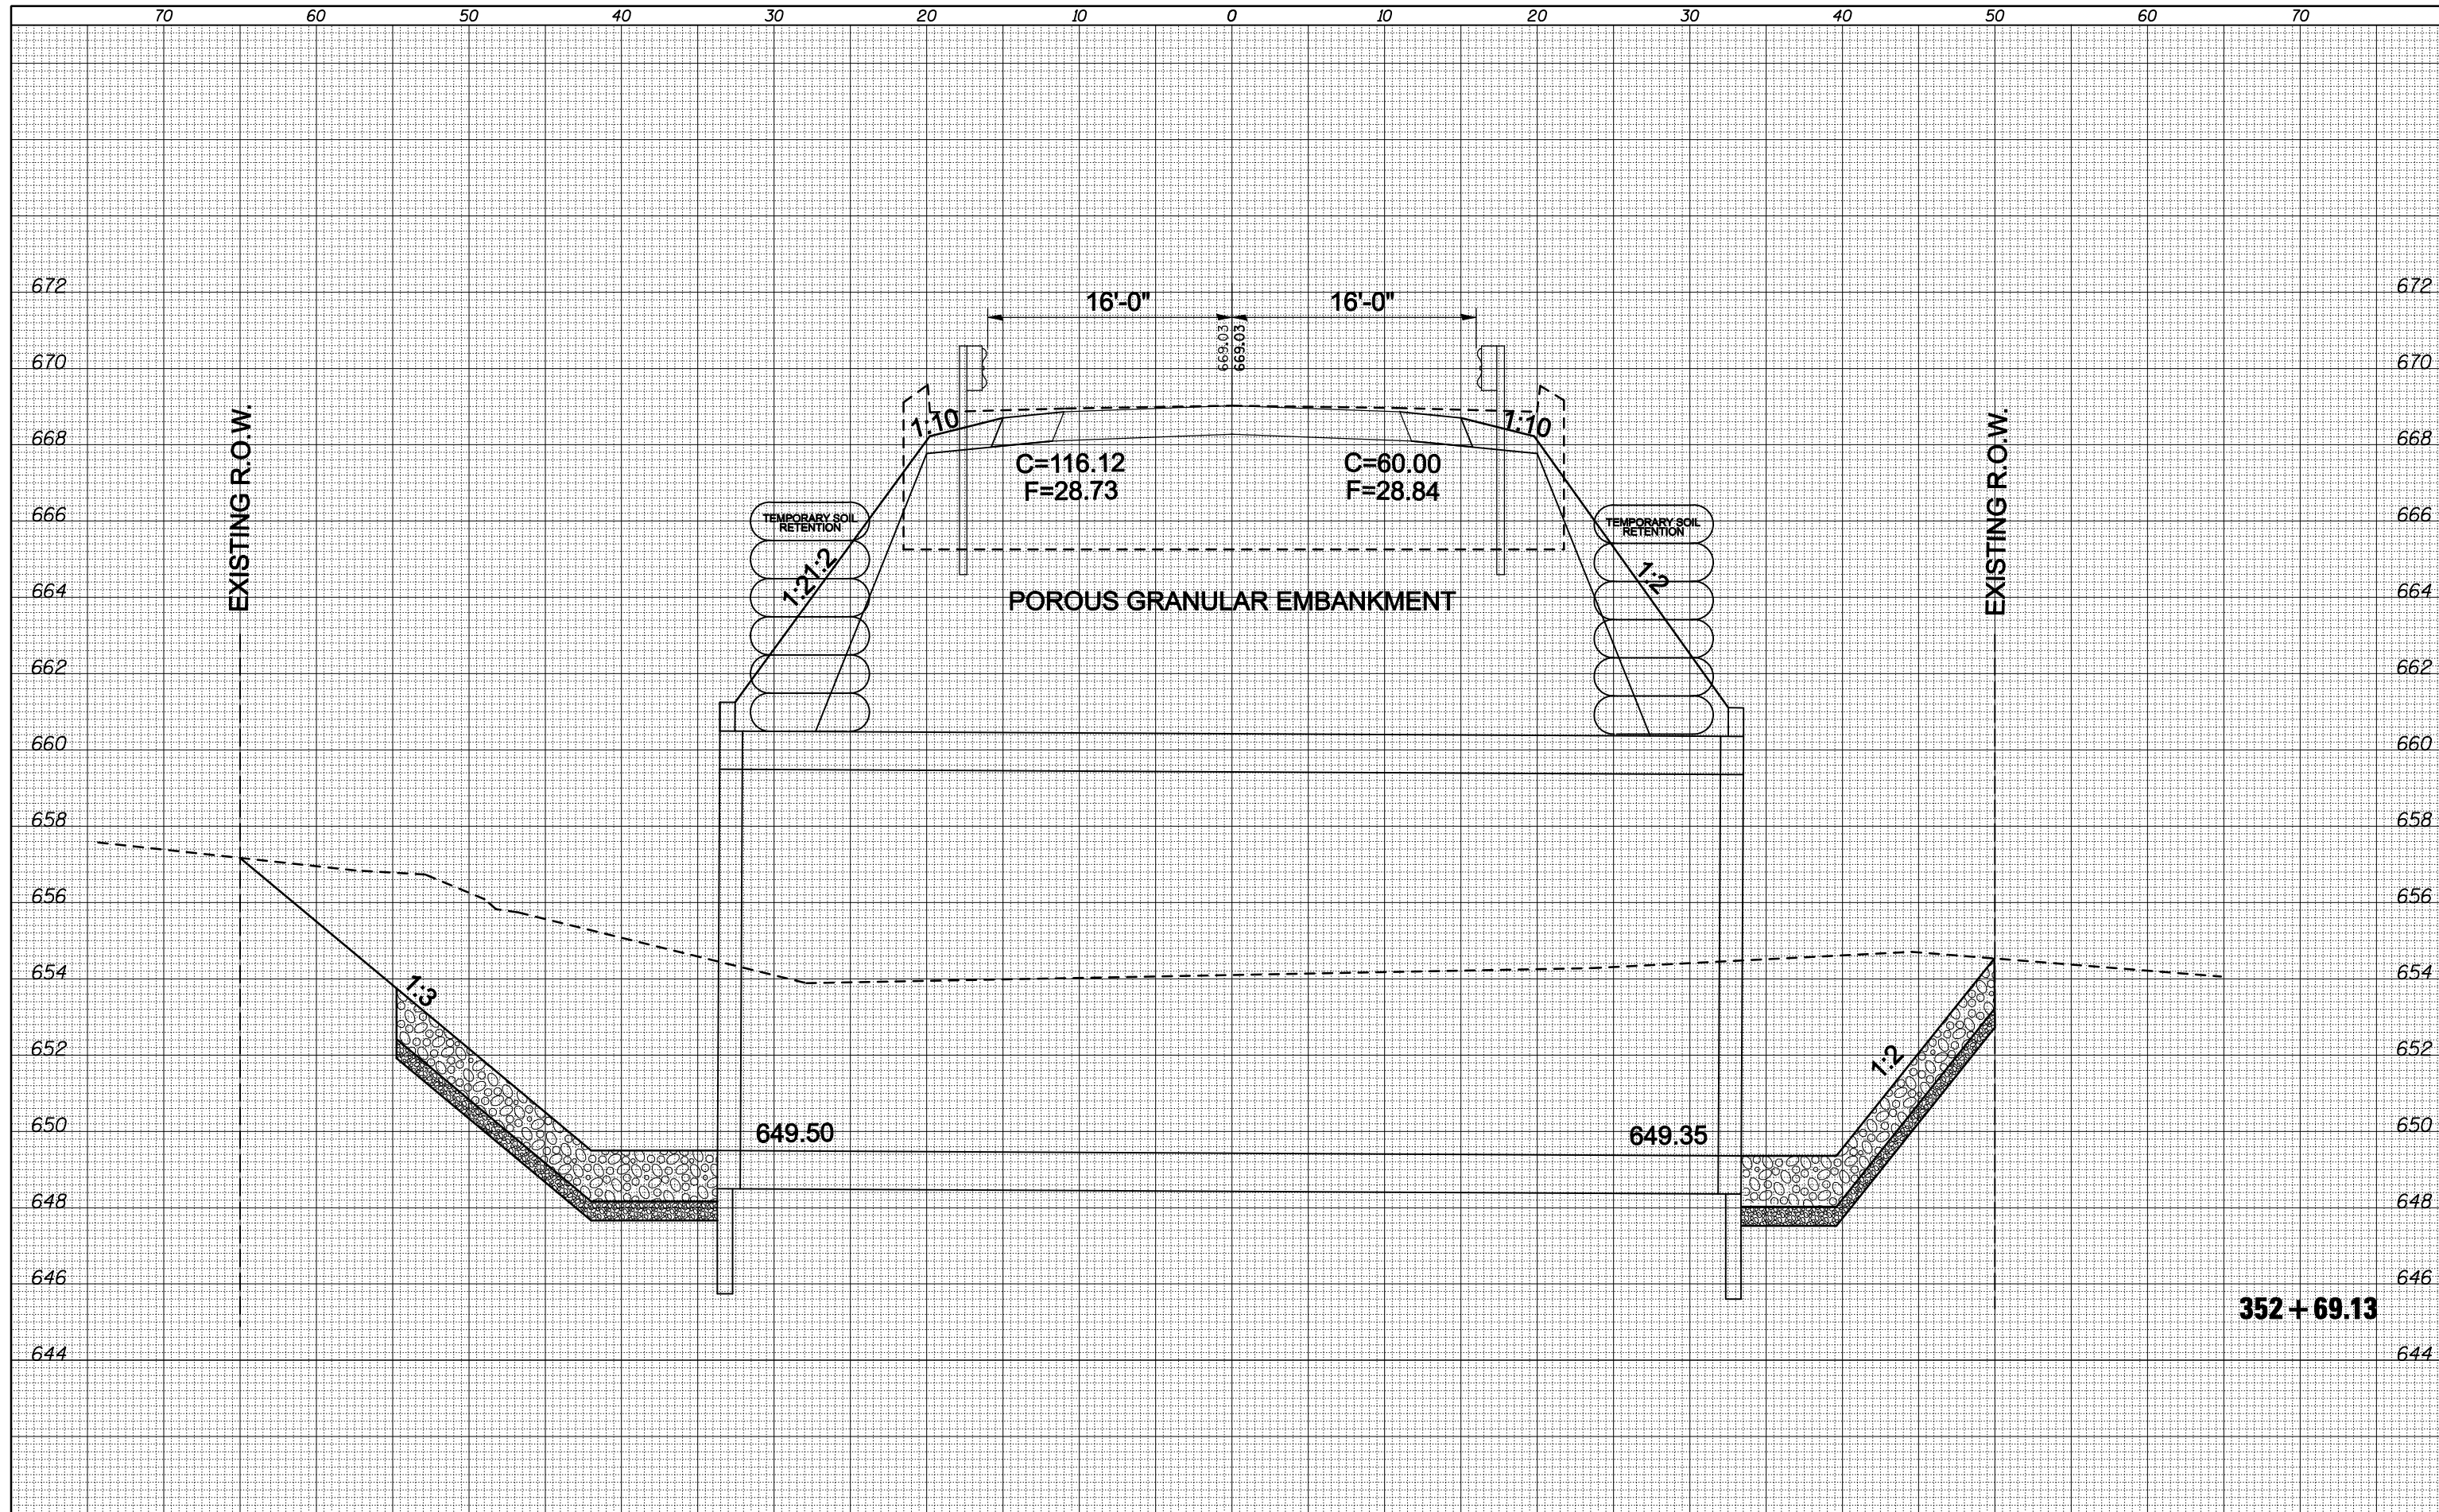 70 60 50 40 30 20 10 0 10 20 30 40 50 60 70
672 672
16'-0" 16'-0"
669.03
669.03
670 670
EXISTING R.O.W.
EXISTING R.O.W.
1:10 1:10
668 668
C=116.12 C=60.00
F=28.73 F=28.84
TEMPORARY SOIL
RETENTION
TEMPORARY SOIL
RETENTION
666 666
1:2 1:2 1:2
664 664
POROUS GRANULAR EMBANKMENT
662 662
660 660
658 658
656 656
654 654
1:3
652 652
1:2
650 650
649.50 649.35
648 648
646 646
352+69.13
644 644